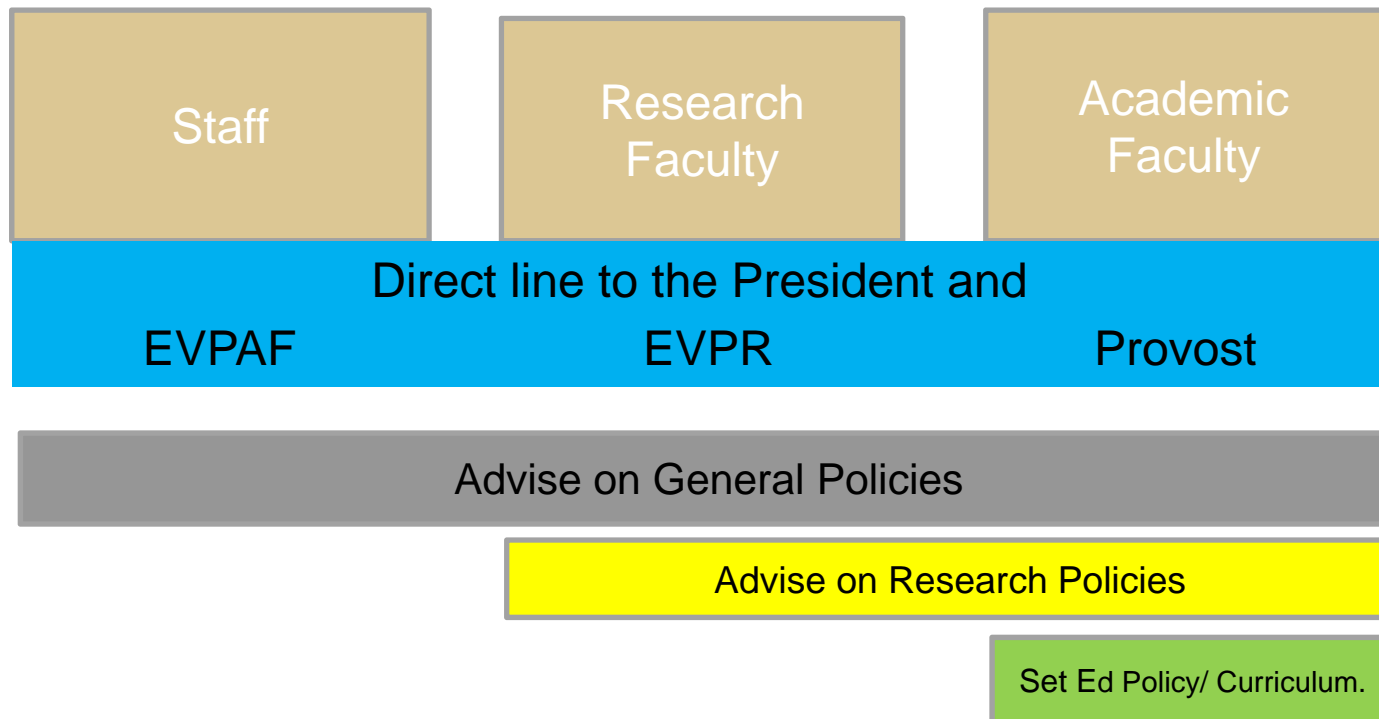 Staff
Research
Faculty
Academic
Faculty
Direct line to the President and
EVPAF EVPR Provost
Advise on General Policies
Advise on Research Policies
Set Ed Policy/ Curriculum.